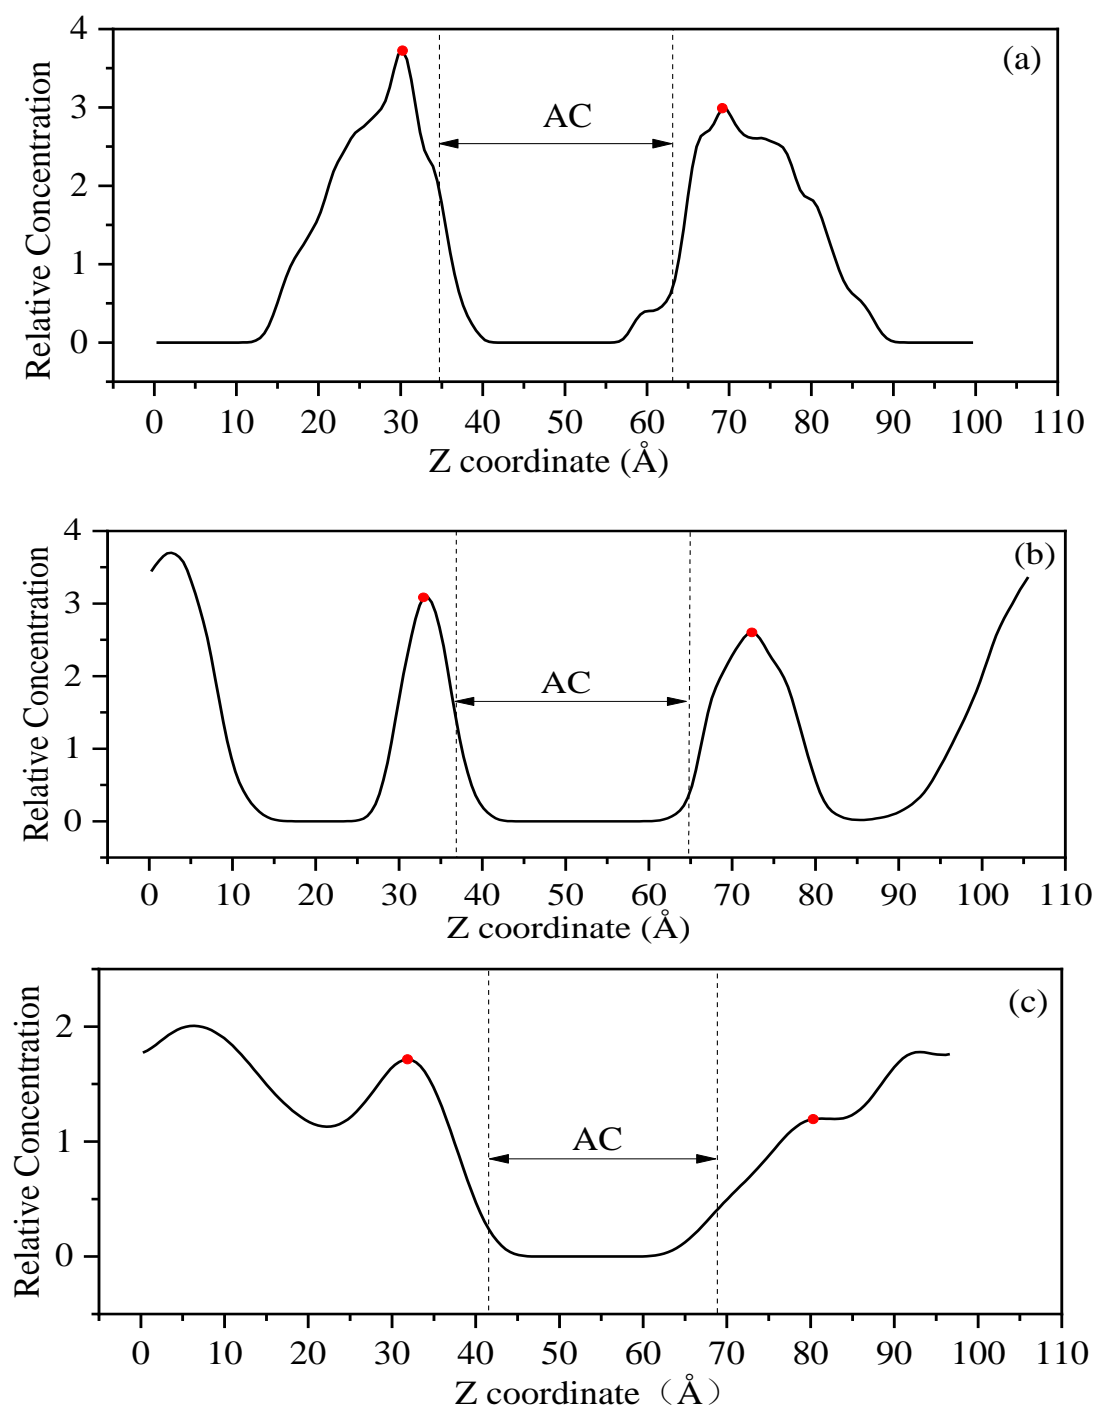 (a)
AC
Relative Concentration
4
3
2
1
0
0 10 20 30 40 50 60 70 80 90 100 110
Z coordinate (Å)
(b)
AC
Relative Concentration
4
3
2
1
0
0 10 20 30 40 50 60 70 80 90 100 110
Z coordinate (Å)
(c)
AC
Relative Concentration
2
1
0
0 10 20 30 40 50 60 70 80 90 100 110
Z coordinate（Å）